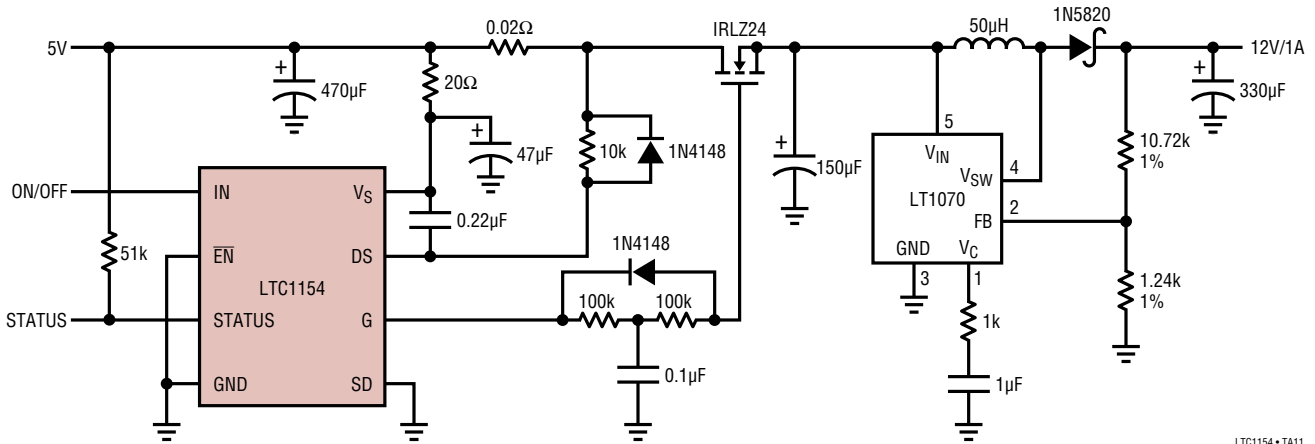 0.02Ω
IRLZ24
50µH
1N5820
5V
12V/1A
+
470µF
20Ω
+
330µF
+
47µF
10k
1N4148
+
150µF
5
V_IN
V_SW
4
LT1070
FB
2
GND
V_C
3
1
10.72k
1%
1.24k
1%
1k
1µF
ON/OFF
IN
V_S
0.22µF
51k
EN
DS
LTC1154
1N4148
100k
100k
STATUS
STATUS
G
0.1µF
GND
SD
LTC1154 • TA11